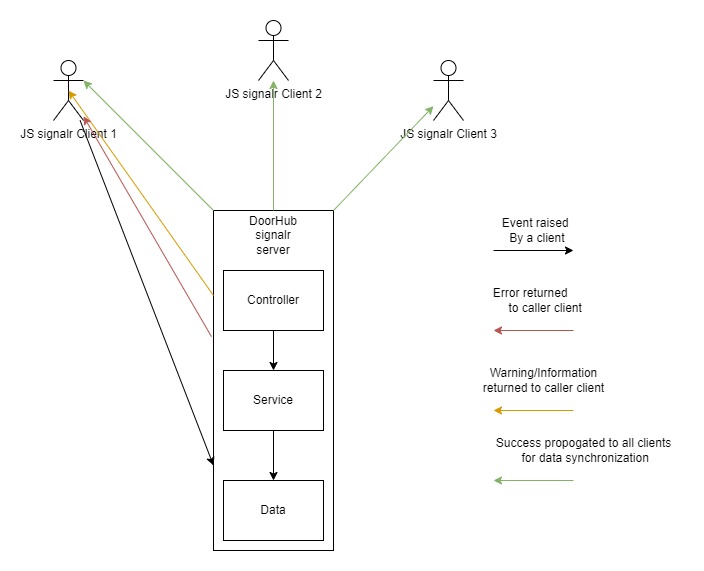 JS signalr Client 2
JS signalr Client 1
JS signalr Client 3
DoorHub
signalr
server
Controller
Service
Data
Event raised
By a client
Error returned
to caller client
Warning/Information
returned to caller client
Success propogated to all clients
for data synchronization